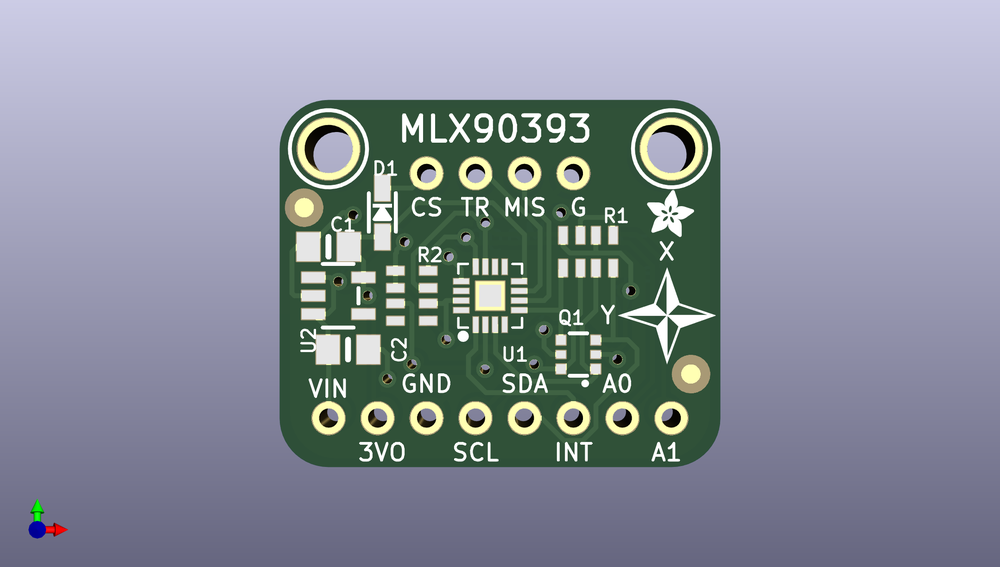 MLX90393
D1
CS TR MIS G
C1
R1
R2
X
Q1 Y
U2
C2
U1
VIN GND SDA A0
3VO SCL INT A1